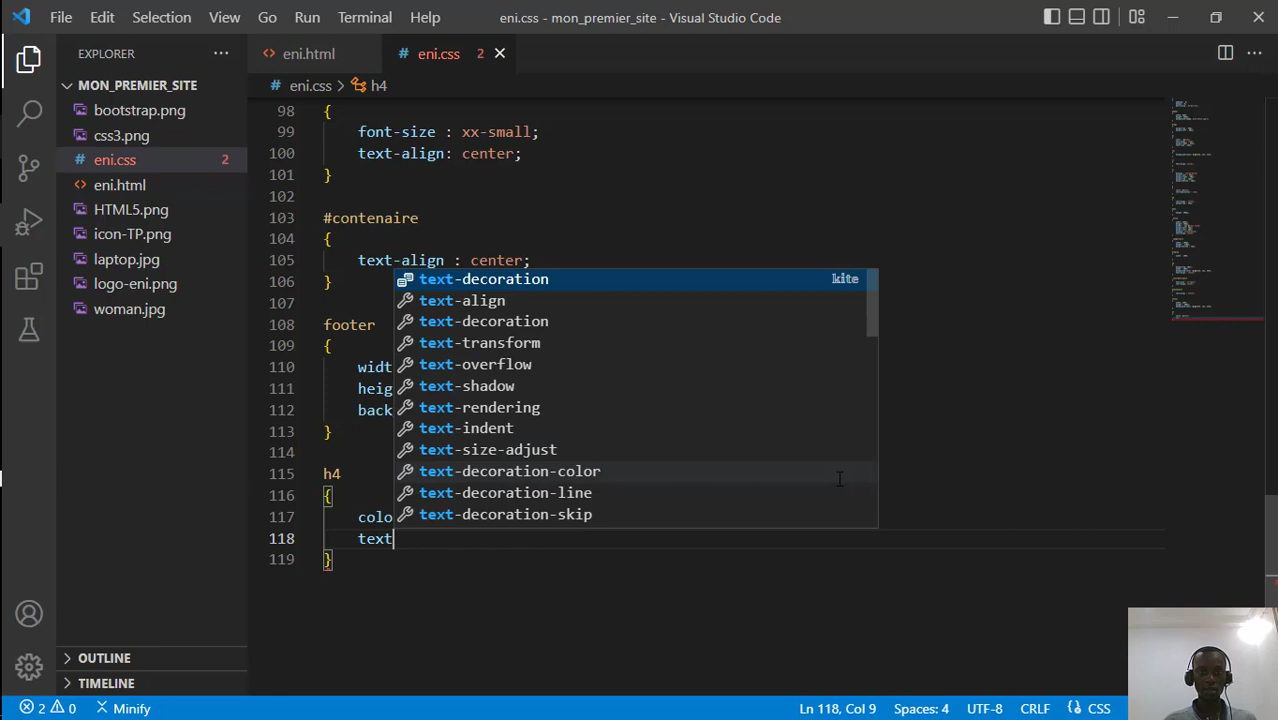 File Edit Selection View Go Run Terminal Help eni.css - mon_premier_site - Visual Studio Code
EXPLORER ··· eni.html # eni.css 2
MON_PREMIER_SITE
# eni.css > h4
bootstrap.png
css3.png
# eni.css 2
eni.html
HTML5.png
icon-TP.png
laptop.jpg
logo-eni.png
woman.jpg
98 {
99 font-size : xx-small;
100 text-align: center;
101 }
102
103 #contenaire
104 {
105 text-align : center;
106 }
107
108 footer
109 {
110 widt
111 heig
112 back
113 }
114
115 h4
116 {
117 colo
118 text
119 }
text-decoration kite
text-align
text-decoration
text-transform
text-overflow
text-shadow
text-rendering
text-indent
text-size-adjust
text-decoration-color
text-decoration-line
text-decoration-skip
OUTLINE
TIMELINE
2 0 Minify Ln 118, Col 9 Spaces: 4 UTF-8 CRLF CSS